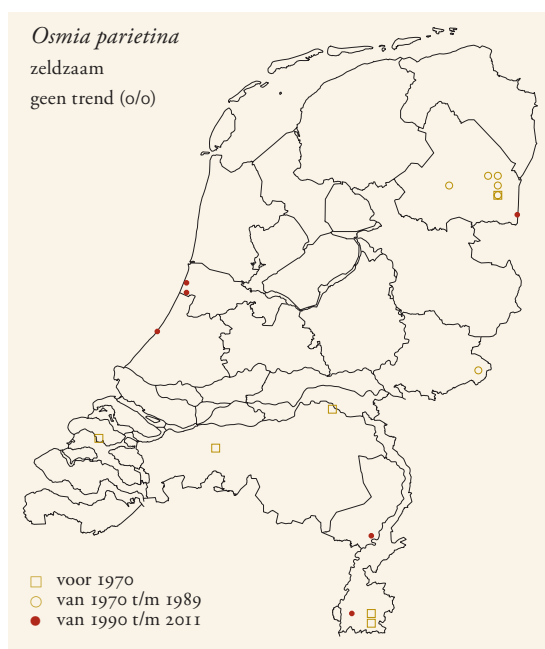 Osmia parietina
zeldzaam
geen trend (0/0)
voor 1970
van 1970 t/m 1989
van 1990 t/m 2011